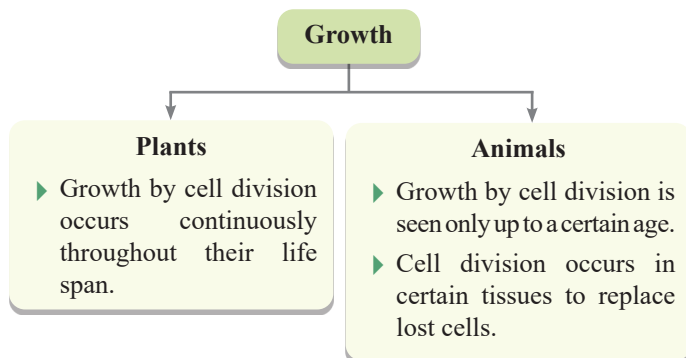 Growth
Plants
Growth by cell division
occurs continuously
throughout their life
span.
Animals
Growth by cell division is
seen only up to a certain age.
Cell division occurs in
certain tissues to replace
lost cells.